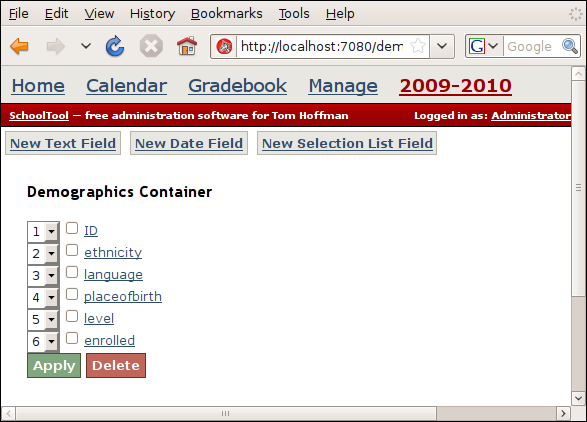 File Edit View History Bookmarks Tools Help
http://localhost:7080/dem G Google
Home Calendar Gradebook Manage 2009-2010
SchoolTool — free administration software for Tom Hoffman Logged in as: Administrator
New Text Field New Date Field New Selection List Field
Demographics Container
1 ID
2 ethnicity
3 language
4 placeofbirth
5 level
6 enrolled
Apply Delete